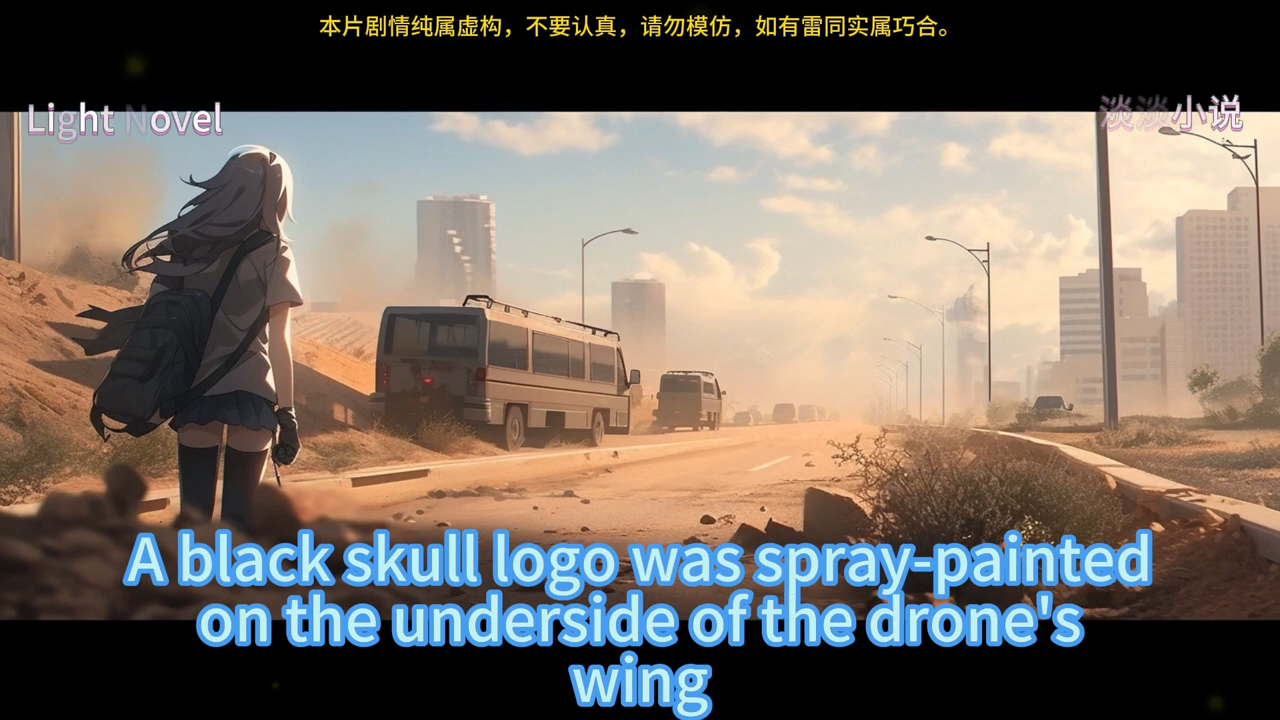 本片剧情纯属虚构，不要认真，请勿模仿，如有雷同实属巧合。
Light Novel
淡淡小说
A black skull logo was spray-painted
on the underside of the drone's
wing